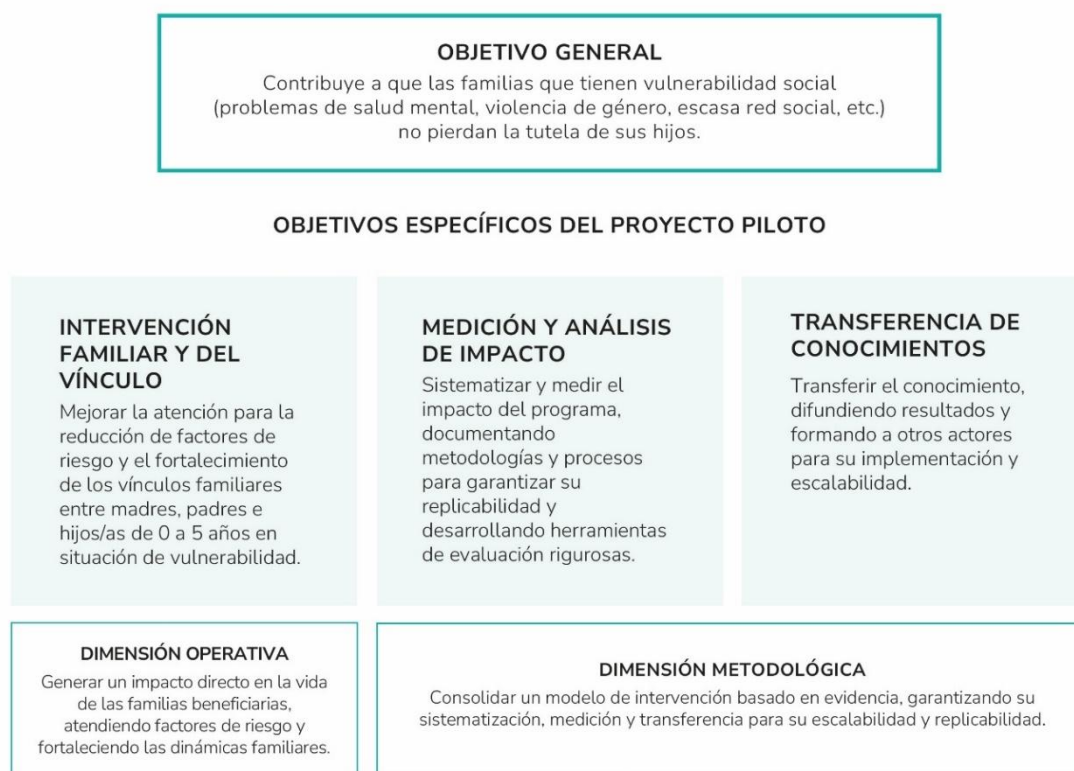 OBJETIVO GENERAL
Contribuye a que las familias que tienen vulnerabilidad social
(problemas de salud mental, violencia de género, escasa red social, etc.)
no pierdan la tutela de sus hijos.
OBJETIVOS ESPECÍFICOS DEL PROYECTO PILOTO
INTERVENCIÓN
FAMILIAR Y DEL
VÍNCULO
Mejorar la atención para la
reducción de factores de
riesgo y el fortalecimiento
de los vínculos familiares
entre madres, padres e
hijos/as de 0 a 5 años en
situación de vulnerabilidad.
MEDICIÓN Y ANÁLISIS
DE IMPACTO
Sistematizar y medir el
impacto del programa,
documentando
metodologías y procesos
para garantizar su
replicabilidad y
desarrollando herramientas
de evaluación rigurosas.
TRANSFERENCIA DE
CONOCIMIENTOS
Transferir el conocimiento,
difundiendo resultados y
formando a otros actores
para su implementación y
escalabilidad.
DIMENSIÓN OPERATIVA
Generar un impacto directo en la vida
de las familias beneficiarias,
atendiendo factores de riesgo y
fortaleciendo las dinámicas familiares.
DIMENSIÓN METODOLÓGICA
Consolidar un modelo de intervención basado en evidencia, garantizando su
sistematización, medición y transferencia para su escalabilidad y replicabilidad.